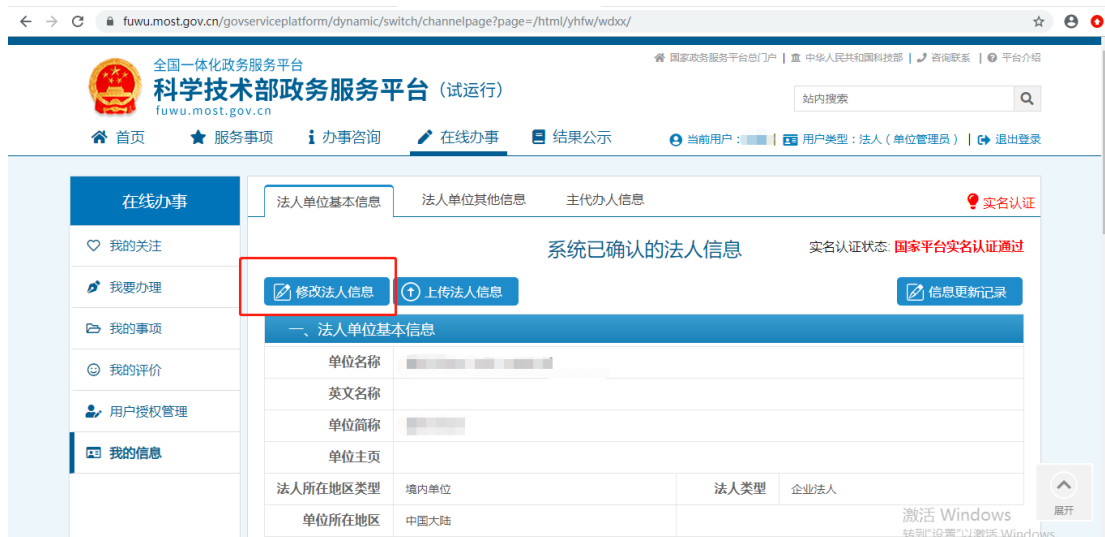 fuwu.most.gov.cn/govserviceplatform/dynamic/switch/channelpage?page=/html/yhfw/wdxx/
全国一体化政务服务平台
国家政务服务平台总门户 | 中华人民共和国科技部 | 咨询联系 | 平台介绍
科学技术部政务服务平台（试运行）
fuwu.most.gov.cn
站内搜索
首页 服务事项 办事咨询 在线办事 结果公示
当前用户： | 用户类型：法人（单位管理员） | 退出登录
在线办事
法人单位基本信息 法人单位其他信息 主代办人信息 实名认证
我的关注
系统已确认的法人信息 实名认证状态: 国家平台实名认证通过
我要办理
修改法人信息 上传法人信息 信息更新记录
我的事项
一、法人单位基本信息
单位名称
我的评价
英文名称
用户授权管理
单位简称
我的信息
单位主页
法人所在地区类型 境内单位 法人类型 企业法人
单位所在地区 中国大陆
展开
激活 Windows
转到"设置"以激活 Windows